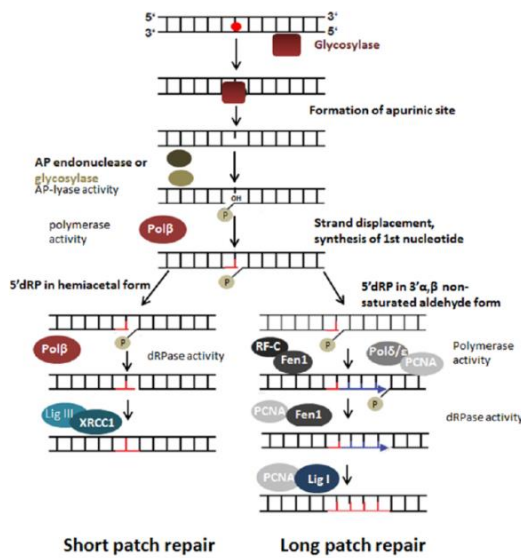 5' 3'
3' 5'
Glycosylase
Formation of apurinic site
AP endonuclease or
glycosylase
AP-lyase activity
OH
P
polymerase
activity
Polβ
Strand displacement,
synthesis of 1st nucleotide
P
5'dRP in hemiacetal form
5'dRP in 3'α,β non-
saturated aldehyde form
P
Polβ
dRPase activity
Lig III
XRCC1
P
RF-C
Fen1
Polδ/ε
PCNA
Polymerase
activity
P
PCNA
Fen1
dRPase activity
PCNA
Lig I
Short patch repair
Long patch repair